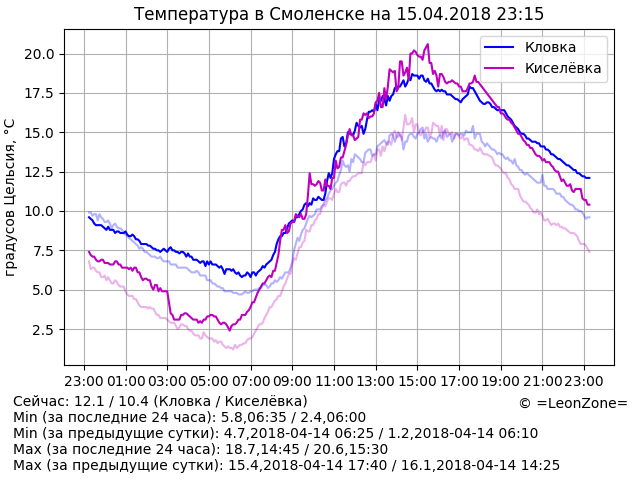 Температура в Смоленске на 15.04.2018 23:15
Кловка
Киселёвка
градусов Цельсия, °C
20.0
17.5
15.0
12.5
10.0
7.5
5.0
2.5
23:00 01:00 03:00 05:00 07:00 09:00 11:00 13:00 15:00 17:00 19:00 21:00 23:00
Сейчас: 12.1 / 10.4 (Кловка / Киселёвка)
© =LeonZone=
Min (за последние 24 часа): 5.8,06:35 / 2.4,06:00
Min (за предыдущие сутки): 4.7,2018-04-14 06:25 / 1.2,2018-04-14 06:10
Max (за последние 24 часа): 18.7,14:45 / 20.6,15:30
Max (за предыдущие сутки): 15.4,2018-04-14 17:40 / 16.1,2018-04-14 14:25